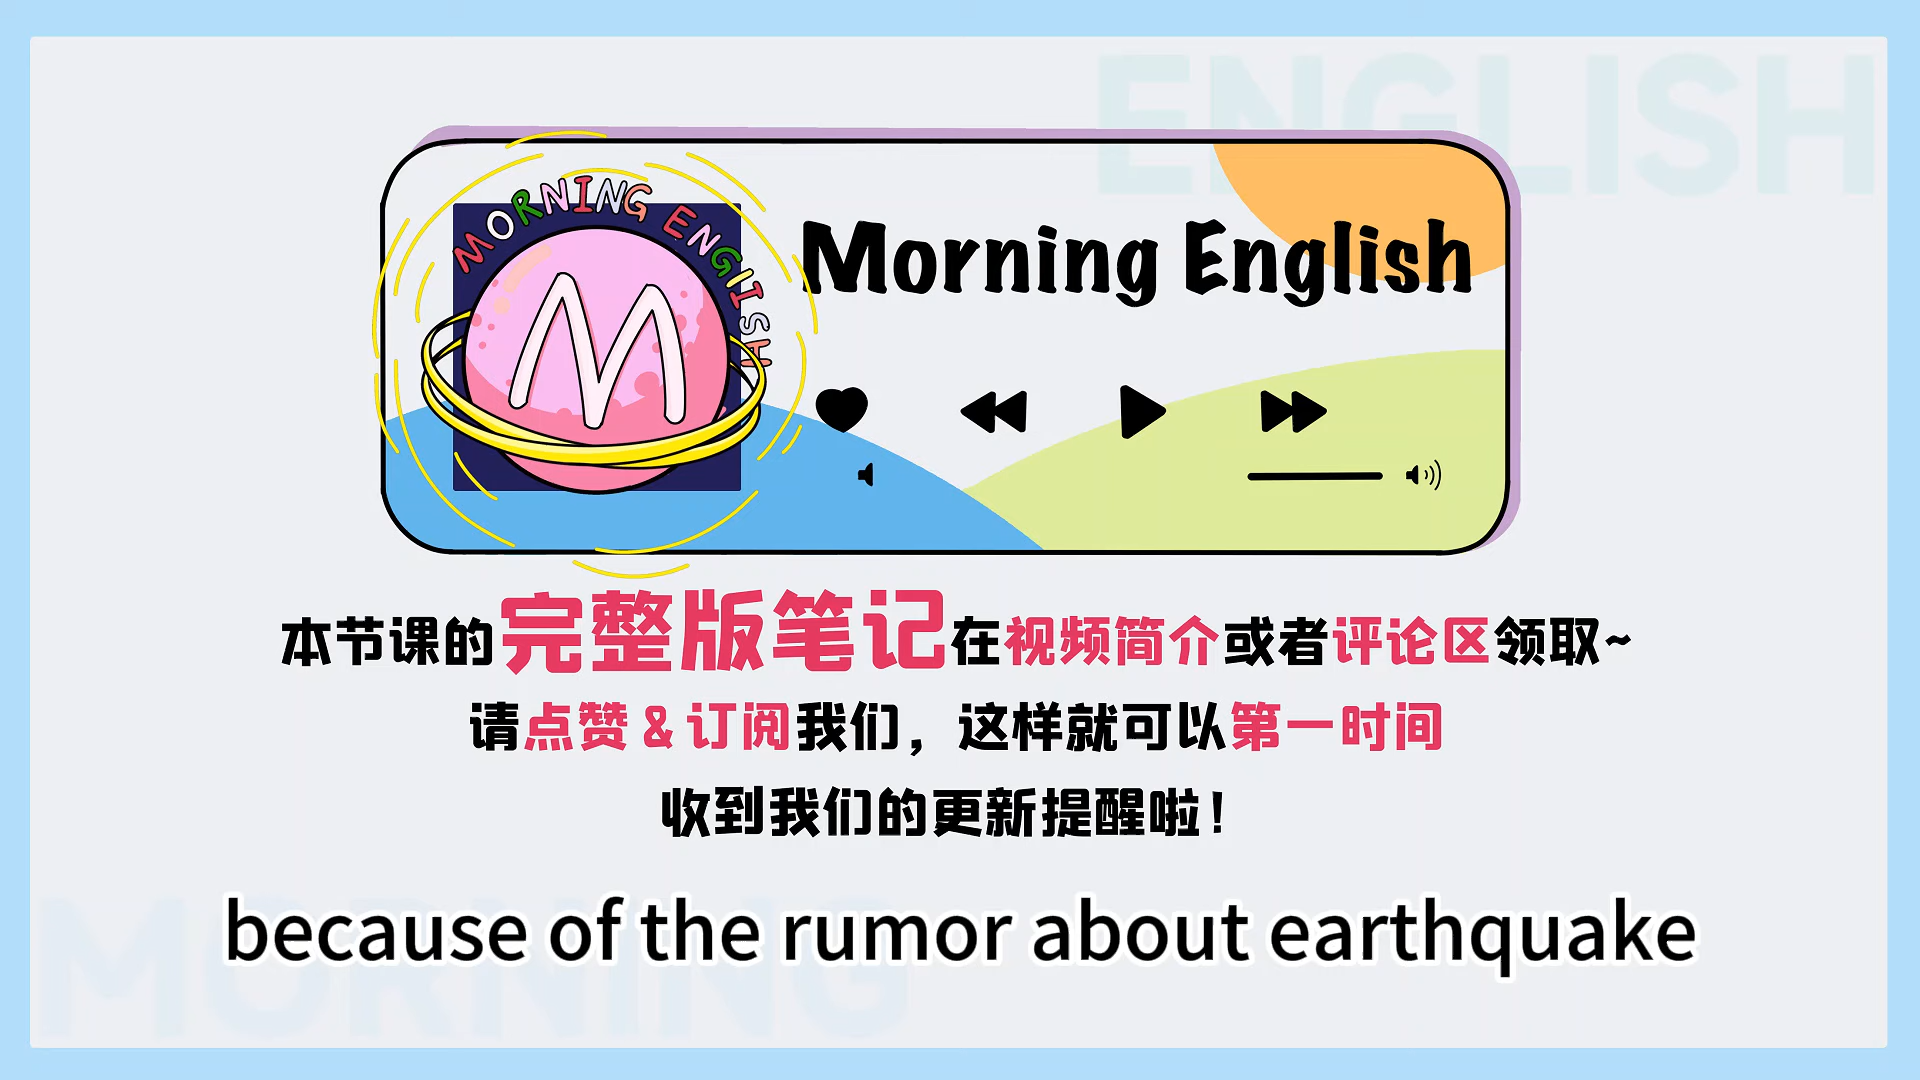 ENGLISH
MORNING ENGLISH
M
Morning English
本节课的完整版笔记在视频简介或者评论区领取~
请点赞&订阅我们，这样就可以第一时间
收到我们的更新提醒啦！
because of the rumor about earthquake
MORNING